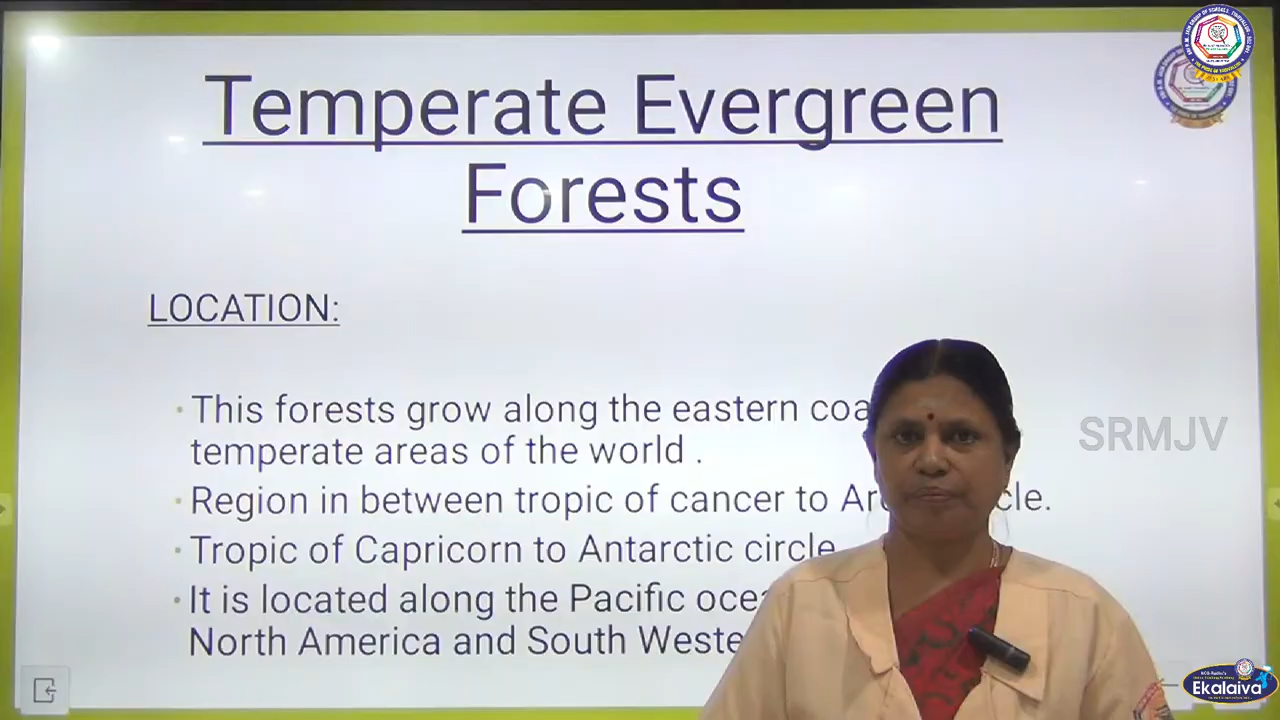 Temperate Evergreen
Forests
LOCATION:
This forests grow along the eastern coa
temperate areas of the world .
Region in between tropic of cancer to Ar cle.
Tropic of Capricorn to Antarctic circle
It is located along the Pacific ocea
North America and South Weste
SRMJV
Ekalaiva